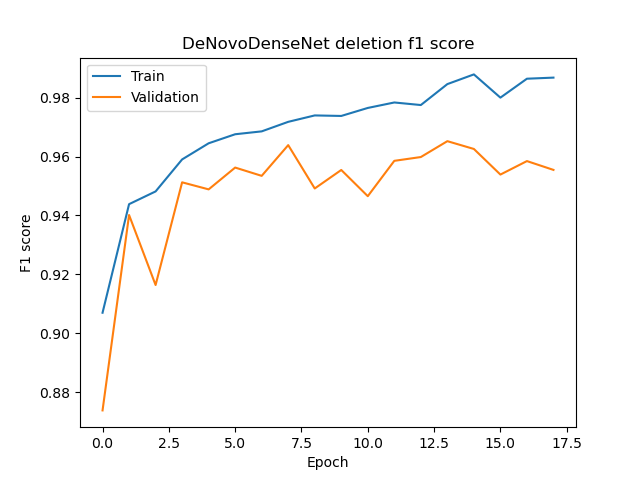 DeNovoDenseNet deletion f1 score
Train
Validation
0.98
0.96
0.94
0.92
0.90
0.88
F1 score
0.0
2.5
5.0
7.5
10.0
12.5
15.0
17.5
Epoch